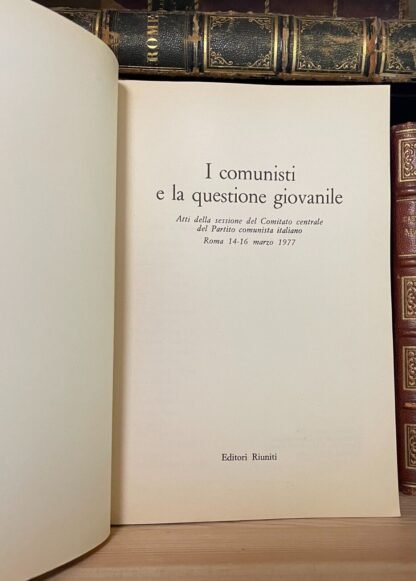 ROME
I comunisti
e la questione giovanile
Atti della sessione del Comitato centrale
del Partito comunista italiano
Roma 14-16 marzo 1977
Editori Riuniti